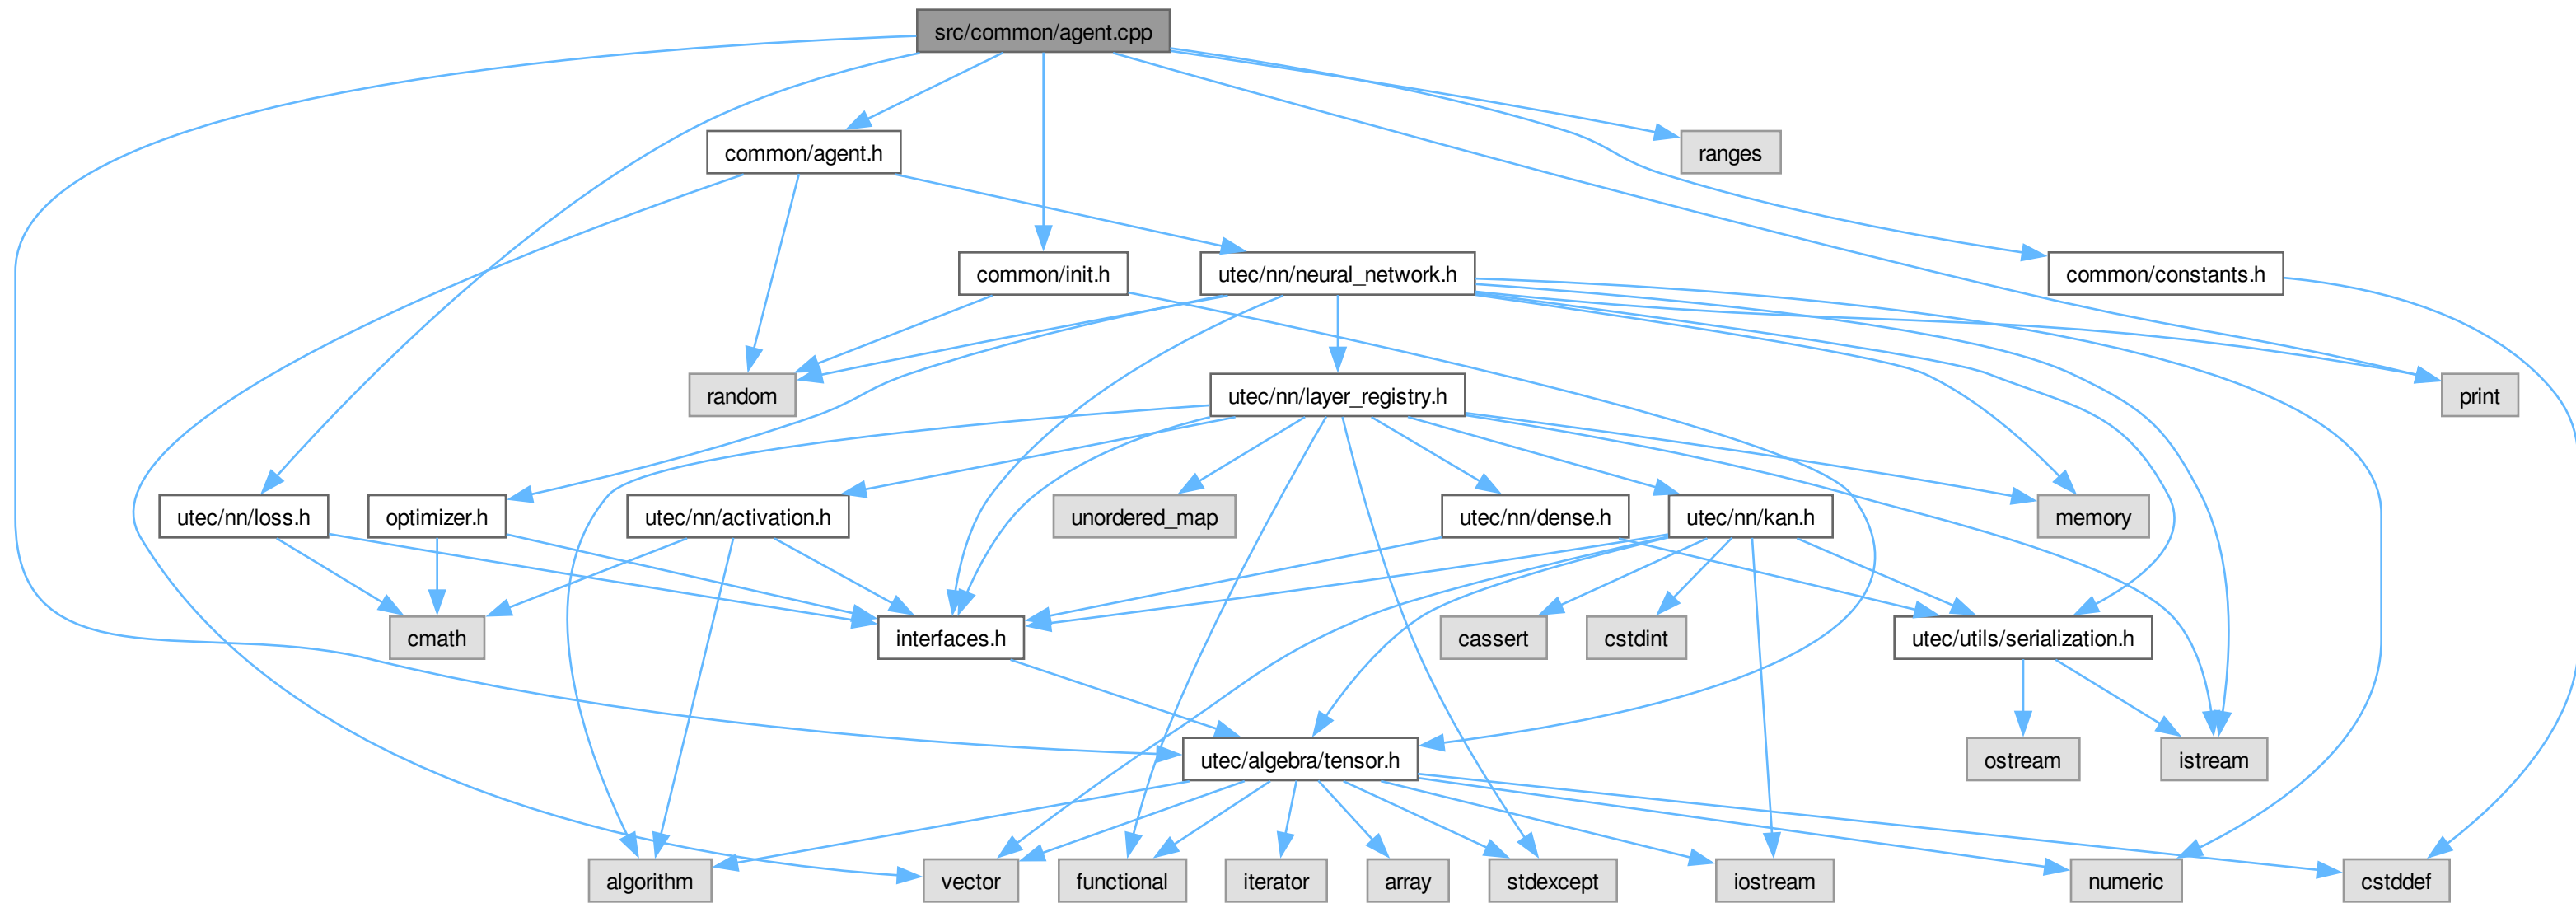 src/common/agent.cpp
common/agent.h
ranges
common/init.h
utec/nn/neural_network.h
common/constants.h
random
utec/nn/layer_registry.h
print
utec/nn/loss.h
optimizer.h
utec/nn/activation.h
unordered_map
utec/nn/dense.h
utec/nn/kan.h
memory
cmath
interfaces.h
cassert
cstdint
utec/utils/serialization.h
utec/algebra/tensor.h
ostream
istream
algorithm
vector
functional
iterator
array
stdexcept
iostream
numeric
cstddef